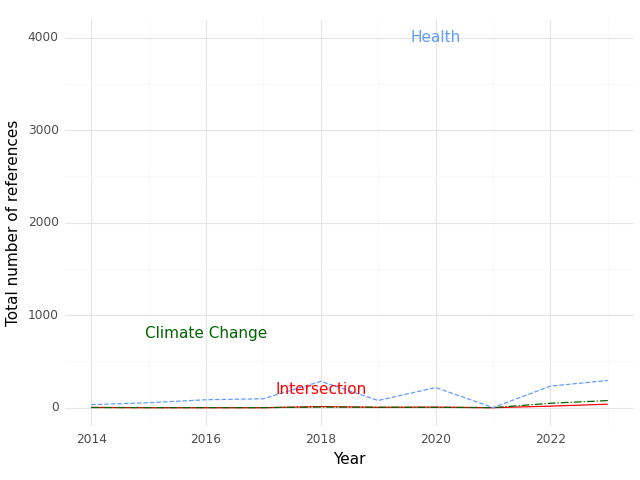 4000
Health
3000
2000
1000
Climate Change
Intersection
0
2014
2016
2018
2020
2022
Year
Total number of references